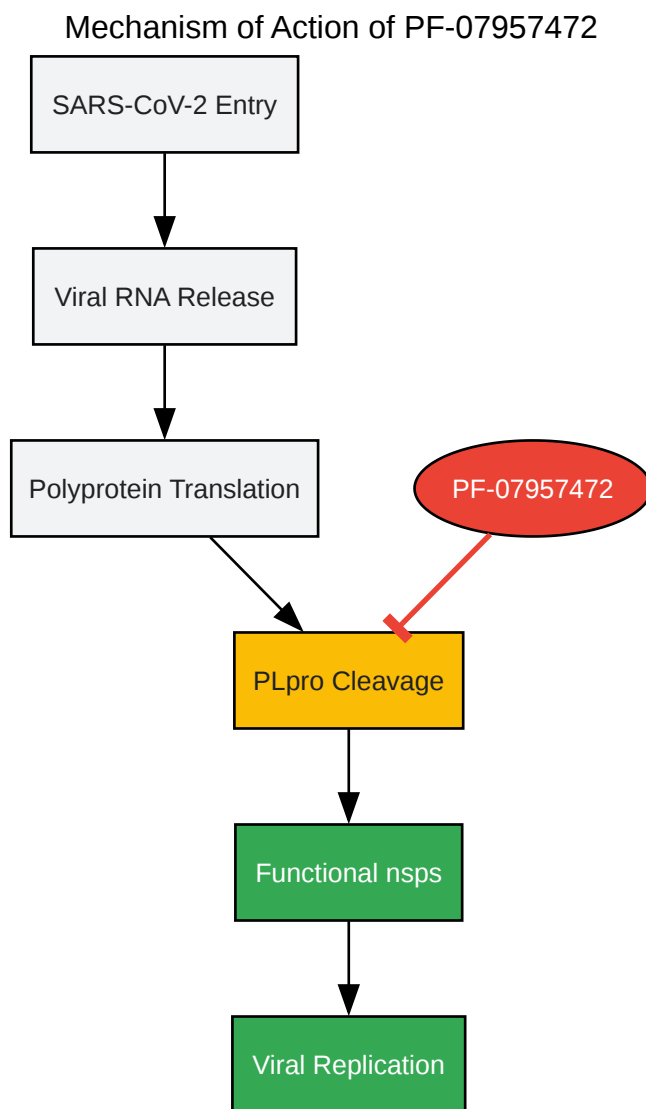 Mechanism of Action of PF-07957472
SARS-CoV-2 Entry
Viral RNA Release
Polyprotein Translation
PF-07957472
PLpro Cleavage
Functional nsps
Viral Replication